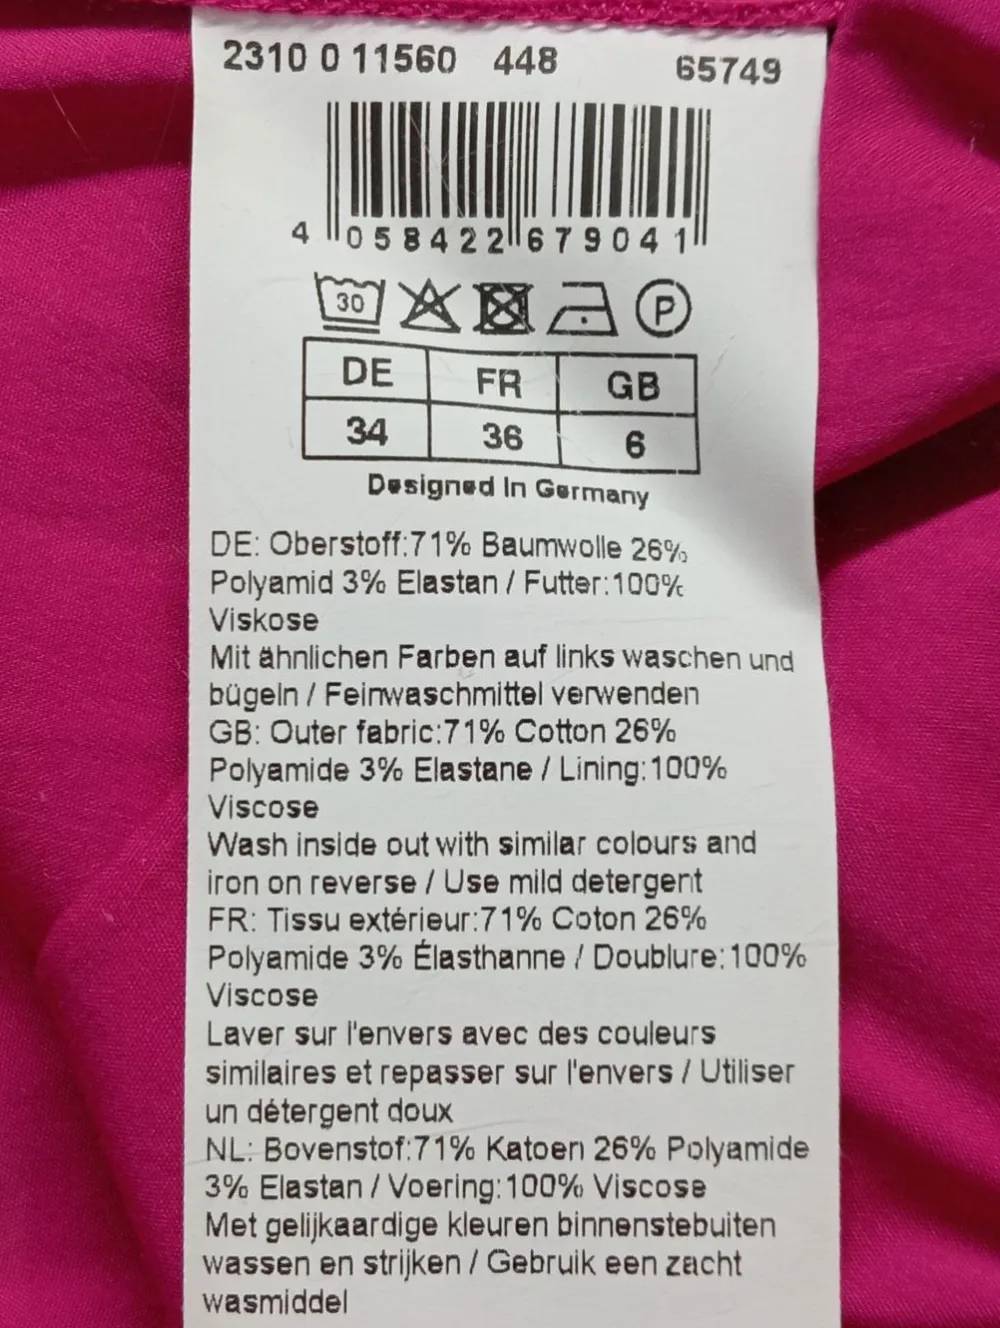 2310 0 11560 448 65749
4 058422 679041
30 P
DE FR GB
34 36 6
Designed In Germany
DE: Oberstoff:71% Baumwolle 26%
Polyamid 3% Elastan / Futter:100%
Viskose
Mit ähnlichen Farben auf links waschen und
bügeln / Feinwaschmittel verwenden
GB: Outer fabric:71% Cotton 26%
Polyamide 3% Elastane / Lining:100%
Viscose
Wash inside out with similar colours and
iron on reverse / Use mild detergent
FR: Tissu extérieur:71% Coton 26%
Polyamide 3% Élasthanne / Doublure:100%
Viscose
Laver sur l'envers avec des couleurs
similaires et repasser sur l'envers / Utiliser
un détergent doux
NL: Bovenstof:71% Katoen 26% Polyamide
3% Elastan / Voering:100% Viscose
Met gelijkaardige kleuren binnenstebuiten
wassen en strijken / Gebruik een zacht
wasmiddel